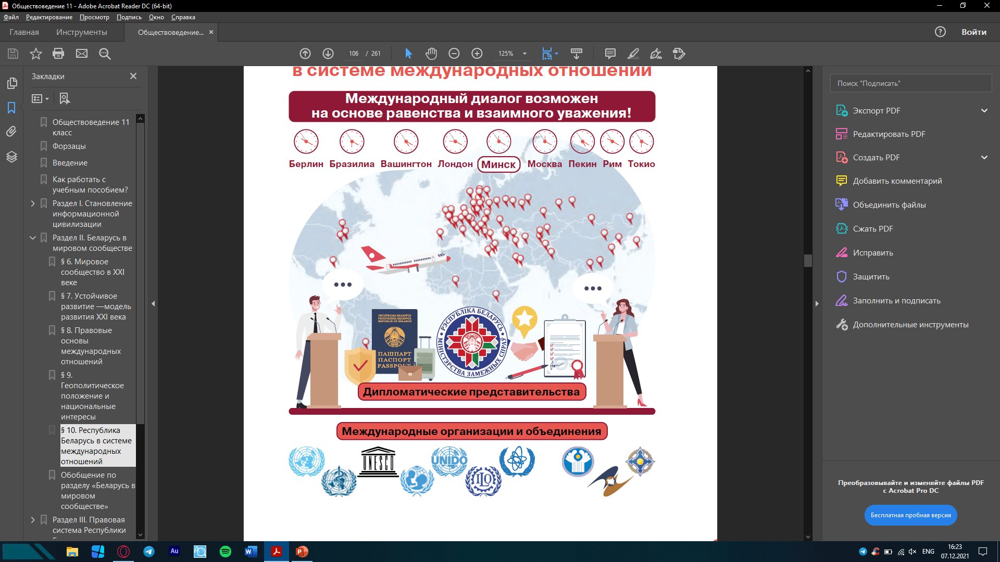 Обществоведение 11 - Adobe Acrobat Reader DC (64-bit)
Файл Редактирование Просмотр Подпись Окно Справка
Главная Инструменты Обществоведение... ×
Войти
106 / 261
125%
Закладки
Обществоведение 11
класс
Форзацы
Введение
Как работать с
учебным пособием?
Раздел I. Становление
информационной
цивилизации
Раздел II. Беларусь в
мировом сообществе
§ 6. Мировое
сообщество в XXI
веке
§ 7. Устойчивое
развитие —модель
развития XXI века
§ 8. Правовые
основы
международных
отношений
§ 9.
Геополитическое
положение и
национальные
интересы
§ 10. Республика
Беларусь в системе
международных
отношений
Обобщение по
разделу «Беларусь в
мировом
сообществе»
Раздел III. Правовая
система Республики
в системе международных отношений
Международный диалог возможен
на основе равенства и взаимного уважения!
Берлин Бразилиа Вашингтон Лондон Минск Москва Пекин Рим Токио
РЭСПУБЛІКА БЕЛАРУСЬ
РЕСПУБЛИКА БЕЛАРУСЬ
REPUBLIC OF BELARUS
ПАШПАРТ
ПАСПОРТ
PASSPORT
РЭСПУБЛІКА БЕЛАРУСЬ
МІНІСТЭРСТВА ЗАМЕЖНЫХ СПРАЎ
Дипломатические представительства
Международные организации и объединения
UNESCO
UNIDO
ILO
Поиск "Подписать"
Экспорт PDF
Редактировать PDF
Создать PDF
Добавить комментарий
Объединить файлы
Сжать PDF
Исправить
Защитить
Заполнить и подписать
Дополнительные инструменты
Преобразовывайте и изменяйте файлы PDF
с Acrobat Pro DC
Бесплатная пробная версия
Au
ENG
16:23
07.12.2021